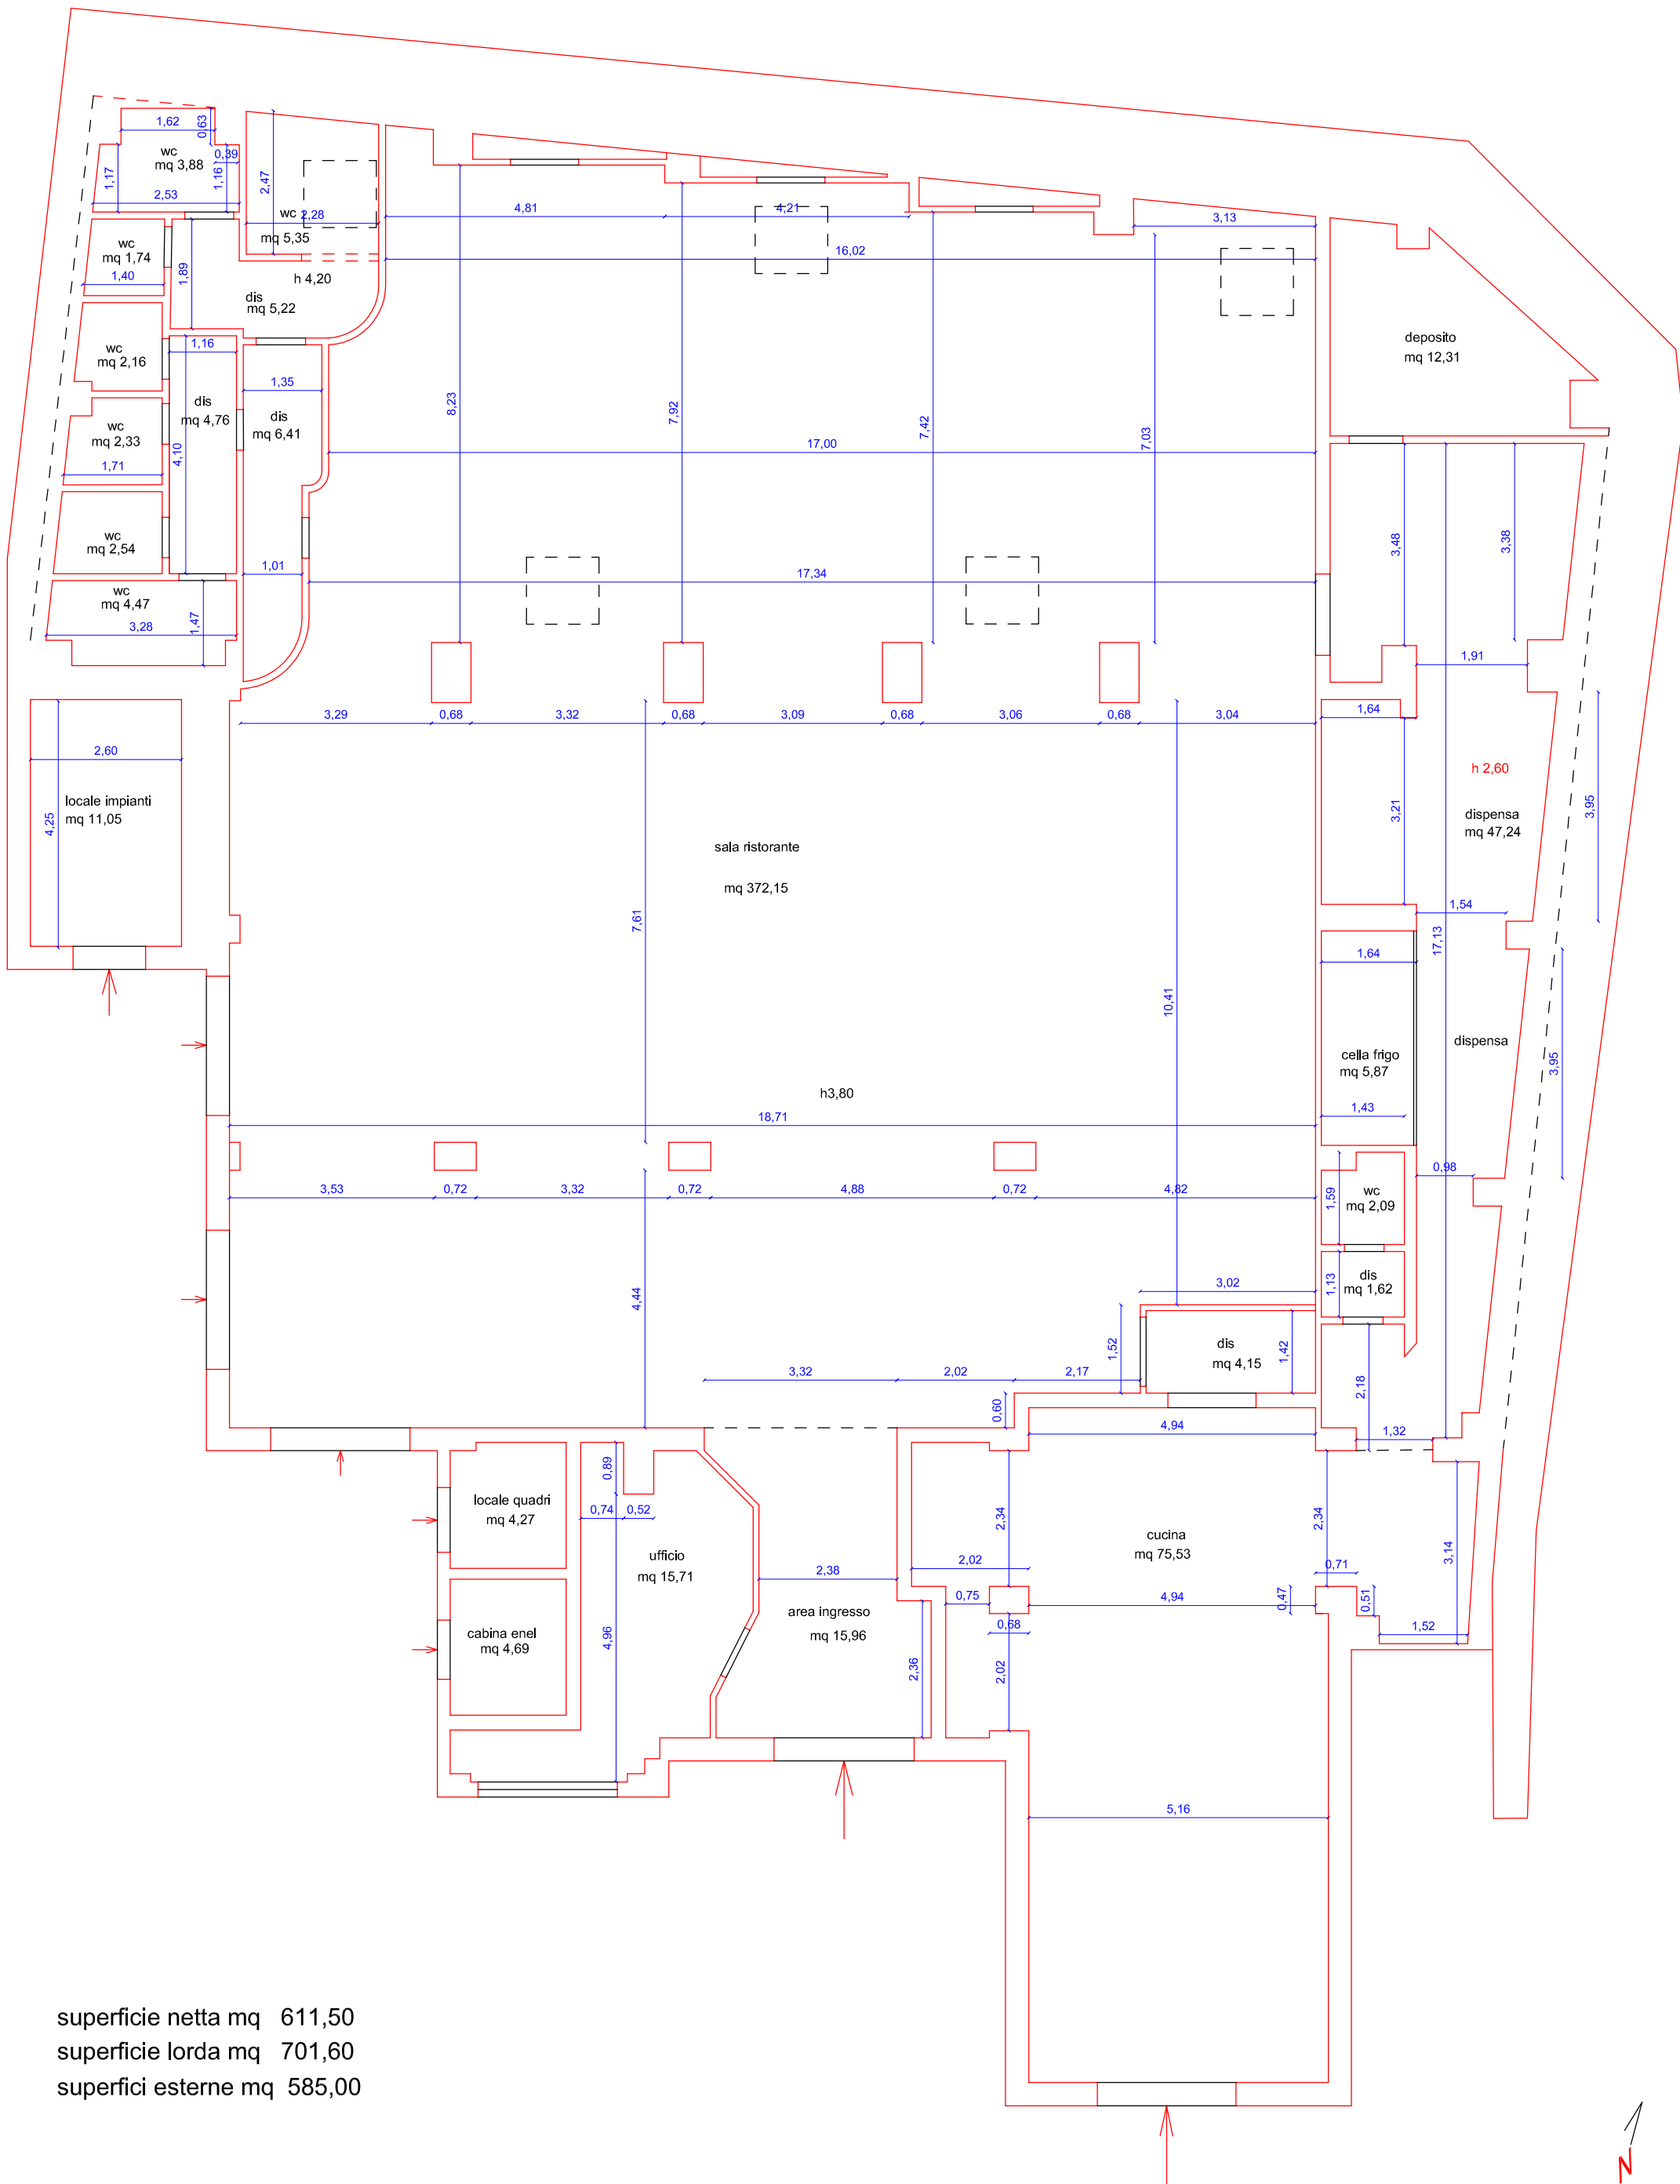 1,62
0,63
wc
mq 3,88
0,39
1,17
1,16
2,53
2,47
wc 2,28
mq 5,35
4,81
4,21
3,13
wc
mq 1,74
1,40
1,89
h 4,20
16,02
dis
mq 5,22
deposito
mq 12,31
wc
mq 2,16
1,16
1,35
8,23
7,92
7,42
7,03
dis
mq 4,76
dis
mq 6,41
wc
mq 2,33
4,10
17,00
1,71
3,48
3,38
wc
mq 2,54
1,01
17,34
wc
mq 4,47
3,28
1,47
1,91
3,29
0,68
3,32
0,68
3,09
0,68
3,06
0,68
3,04
1,64
2,60
h 2,60
locale impianti
mq 11,05
4,25
3,21
3,95
dispensa
mq 47,24
sala ristorante
mq 372,15
7,61
1,54
17,13
1,64
10,41
cella frigo
mq 5,87
dispensa
3,95
h3,80
1,43
18,71
0,98
3,53
0,72
3,32
0,72
4,88
0,72
4,82
1,59
wc
mq 2,09
4,44
3,02
1,13
dis
mq 1,62
1,52
dis
mq 4,15
1,42
3,32
2,02
2,17
2,18
0,60
4,94
1,32
0,89
locale quadri
mq 4,27
0,74
0,52
2,34
2,34
3,14
cucina
mq 75,53
ufficio
mq 15,71
2,02
0,71
2,38
0,75
4,94
0,47
0,51
area ingresso
mq 15,96
cabina enel
mq 4,69
4,96
0,68
1,52
2,36
2,02
5,16
superficie netta mq 611,50
superficie lorda mq 701,60
superfici esterne mq 585,00
N